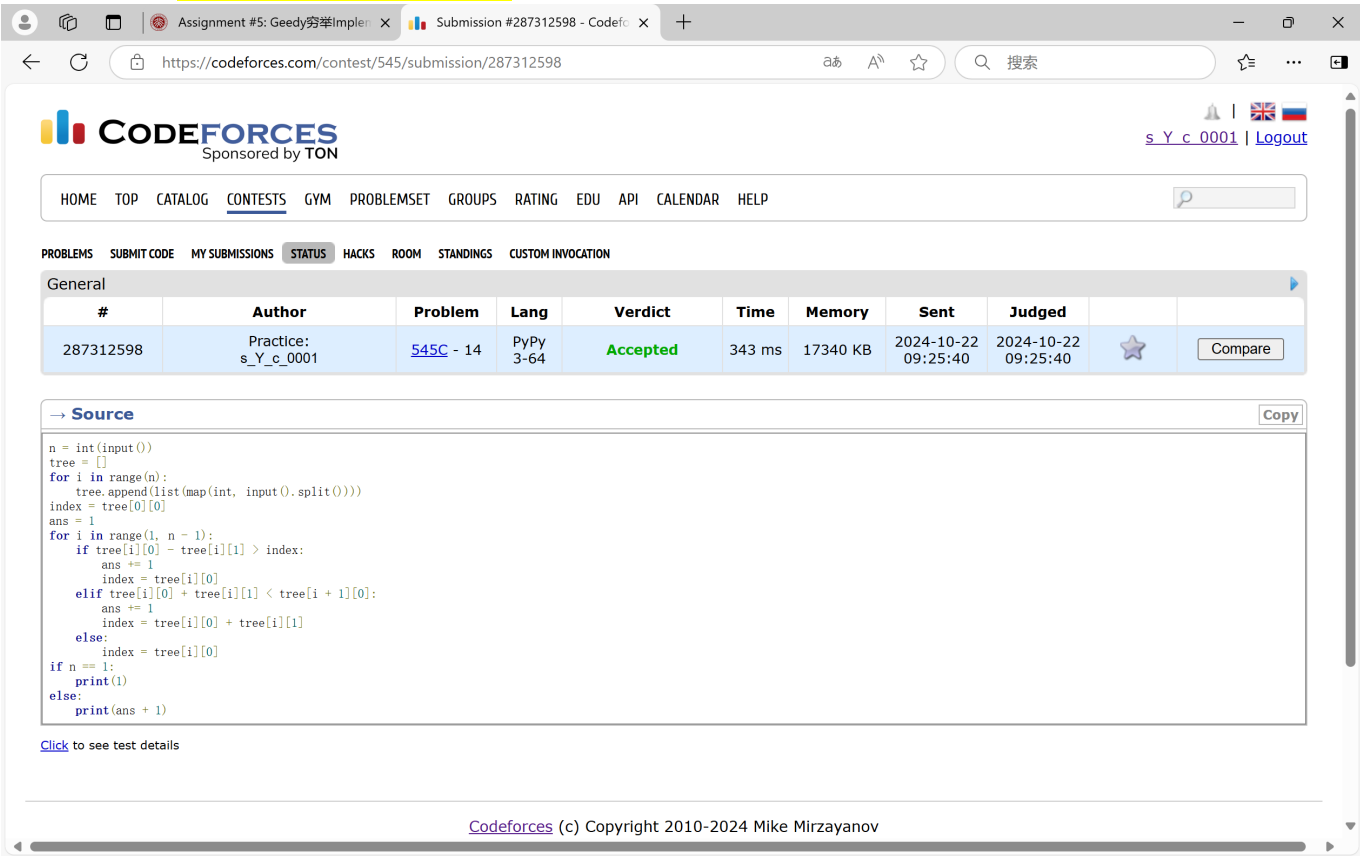 Assignment #5: Geedy穷举Implen
Submission #287312598 - Codefo
https://codeforces.com/contest/545/submission/287312598
搜索
CODEFORCES
Sponsored by TON
s_Y_c_0001 | Logout
HOME TOP CATALOG CONTESTS GYM PROBLEMSET GROUPS RATING EDU API CALENDAR HELP
PROBLEMS SUBMIT CODE MY SUBMISSIONS STATUS HACKS ROOM STANDINGS CUSTOM INVOCATION
General
# Author Problem Lang Verdict Time Memory Sent Judged
287312598 Practice: s_Y_c_0001 545C - 14 PyPy 3-64 Accepted 343 ms 17340 KB 2024-10-22 09:25:40 2024-10-22 09:25:40 Compare
→ Source
Copy
n = int(input())
tree = []
for i in range(n):
    tree.append(list(map(int, input().split())))
index = tree[0][0]
ans = 1
for i in range(1, n - 1):
    if tree[i][0] - tree[i][1] > index:
        ans += 1
        index = tree[i][0]
    elif tree[i][0] + tree[i][1] < tree[i + 1][0]:
        ans += 1
        index = tree[i][0] + tree[i][1]
    else:
        index = tree[i][0]
if n == 1:
    print(1)
else:
    print(ans + 1)
Click to see test details
Codeforces (c) Copyright 2010-2024 Mike Mirzayanov